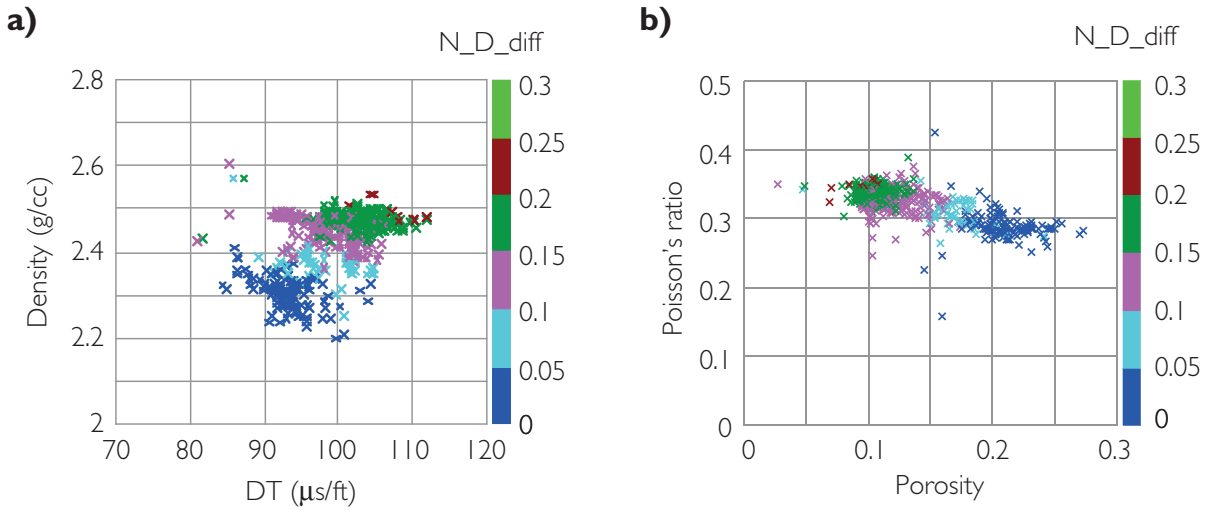 a)
N_D_diff
2.8
2.6
2.4
2.2
2
Density (g/cc)
70 80 90 100 110 120
DT (μs/ft)
0.3
0.25
0.2
0.15
0.1
0.05
0
b)
N_D_diff
0.5
0.4
0.3
0.2
0.1
0
Poisson's ratio
0 0.1 0.2 0.3
Porosity
0.3
0.25
0.2
0.15
0.1
0.05
0